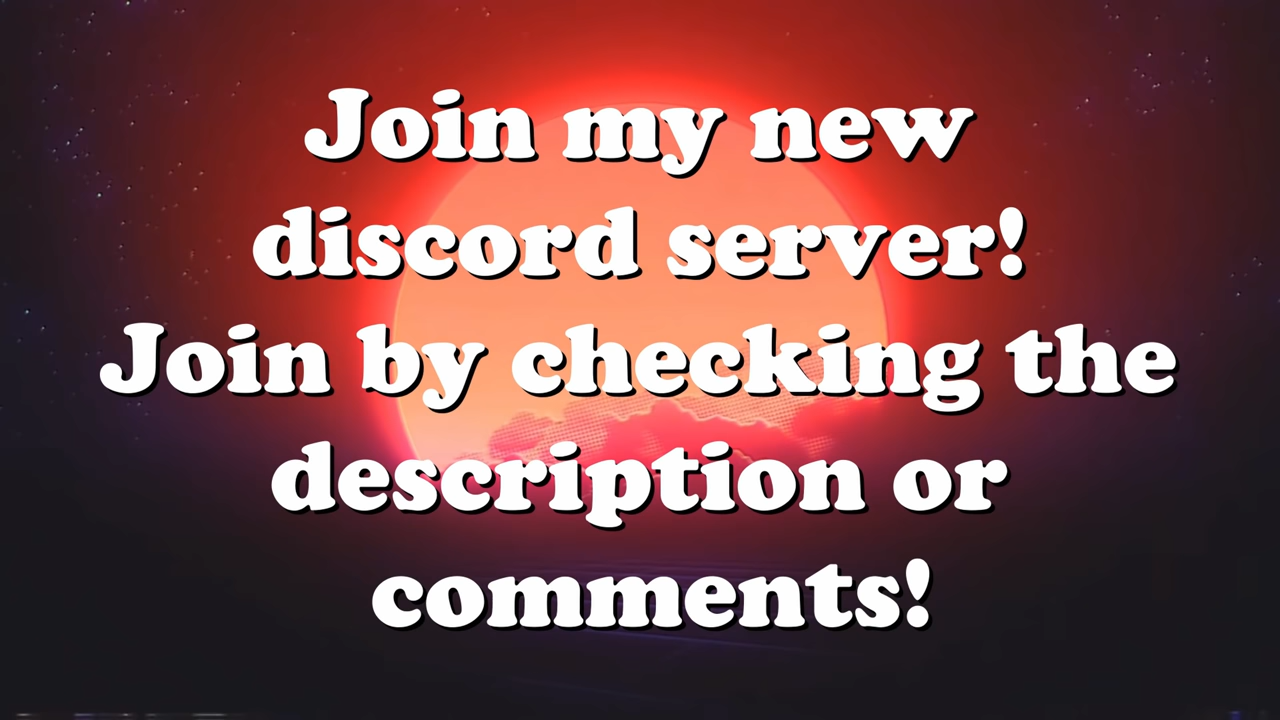 Join my new
discord server!
Join by checking the
description or
comments!